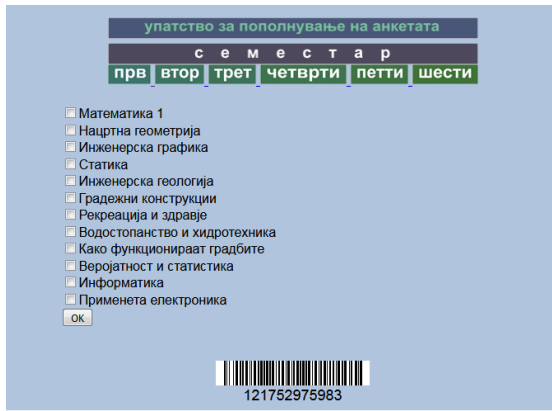 упатство за пополнување на анкетата
семестар
прв втор трет четврти петти шести
Математика 1
Нацртна геометрија
Инженерска графика
Статика
Инженерска геологија
Градежни конструкции
Рекреација и здравје
Водостопанство и хидротехника
Како функционираат градбите
Веројатност и статистика
Информатика
Применета електроника
ок
121752975983